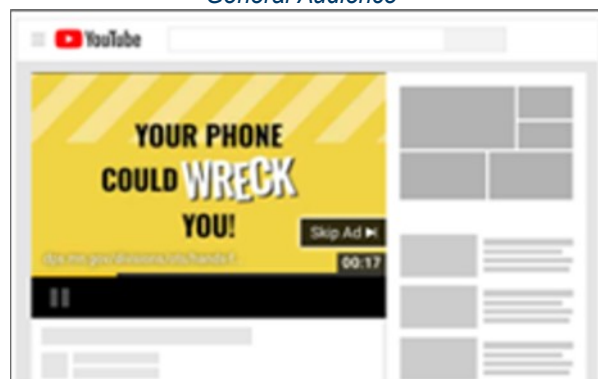 General Audience
YouTube
YOUR PHONE
COULD WRECK
YOU!
Skip Ad
00:17